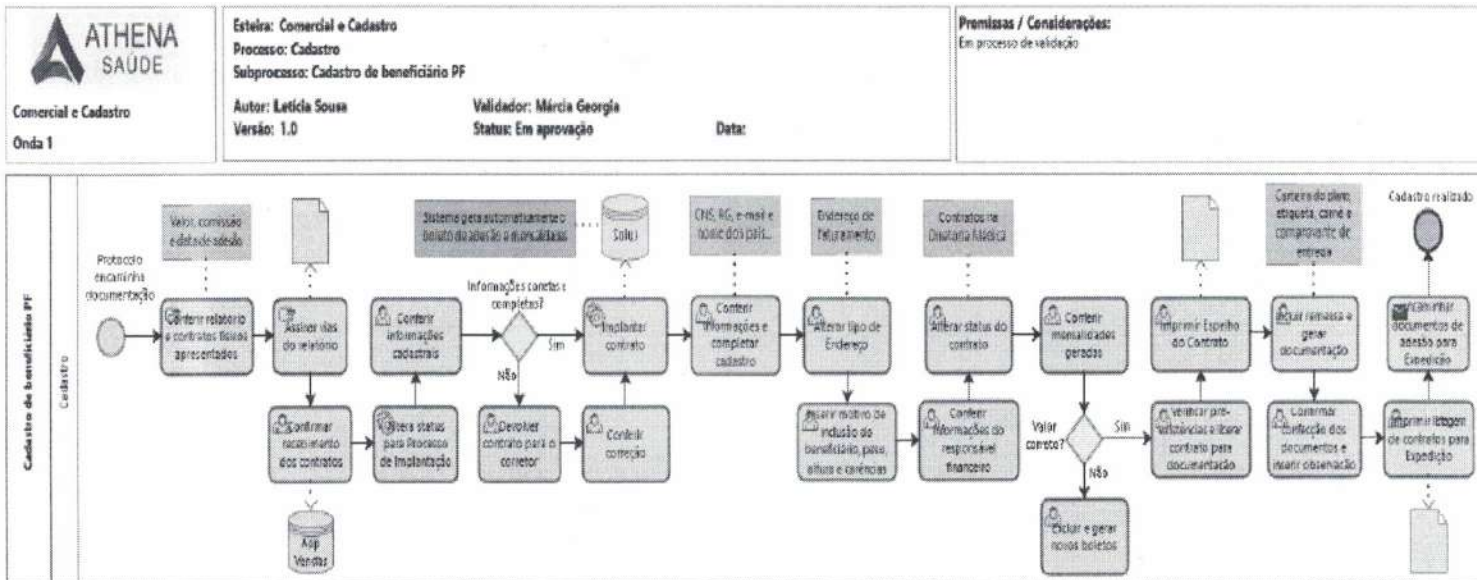 ATHENA
SAÚDE
Comercial e Cadastro
Onda 1
Esteira: Comercial e Cadastro
Processo: Cadastro
Subprocesso: Cadastro de beneficiário PF
Autor: Letícia Sousa
Validador: Márcia Georgia
Versão: 1.0
Status: Em aprovação
Data:
Premissas / Considerações:
Em processo de validação
Cadastro de beneficiário PF
Cadastro
Protocolo
encaminha
documentação
Valor, comissão
e data de adesão
Conferir relatório
e contratos físicos
apresentados
Assinar vias
do relatório
Confirmar
recebimento
dos contratos
App
Vendas
Altera status
para Processo
de Implantação
Conferir
informações
cadastrais
Sistema gera automaticamente o
boleto de adesão e mensalidades
Informações corretas e
completas?
Sim
Não
Devolver
contrato para o
corretor
Conferir
correção
Implantar
contrato
Solus
CNS, RG, e-mail e
nome dos pais...
Conferir
informações e
completar
cadastro
Endereço de
faturamento
Alterar tipo de
Endereço
Inserir motivo de
inclusão do
beneficiário, peso,
altura e carências
Conferir
informações do
responsável
financeiro
Contratos na
Diretoria Médica
Alterar status do
contrato
Conferir
mensalidades
geradas
Valor
correto?
Sim
Não
Excluir e gerar
novos boletos
Verificar pré-
existências e liberar
contrato para
documentação
Imprimir Espelho
do Contrato
Carteira do plano,
etiqueta, carnê e
comprovante de
entrega
remessa e
gerar
documentação
Confirmar
confecção dos
documentos e
inserir observação
Imprimir listagem
de contratos para
Expedição
Encaminhar
documentos de
adesão para
Expedição
Cadastro realizado